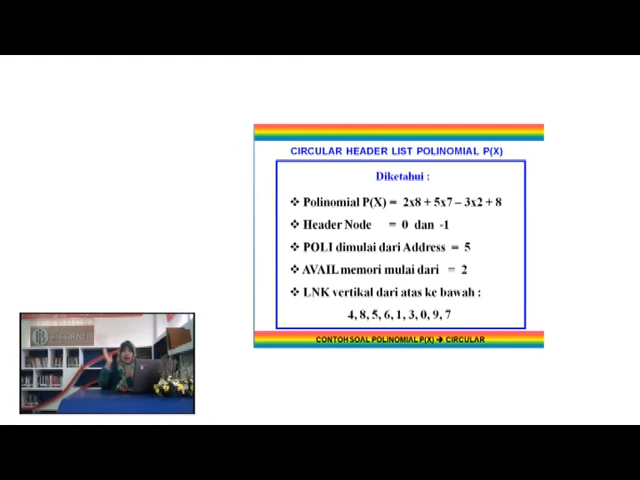 CIRCULAR HEADER LIST POLINOMIAL P(X)
Diketahui :
❖ Polinomial P(X) = 2x8 + 5x7 – 3x2 + 8
❖ Header Node = 0 dan -1
❖ POLI dimulai dari Address = 5
❖ AVAIL memori mulai dari = 2
❖ LNK vertikal dari atas ke bawah :
4, 8, 5, 6, 1, 3, 0, 9, 7
CONTOH SOAL POLINOMIAL P(X) ➔ CIRCULAR
CORNER